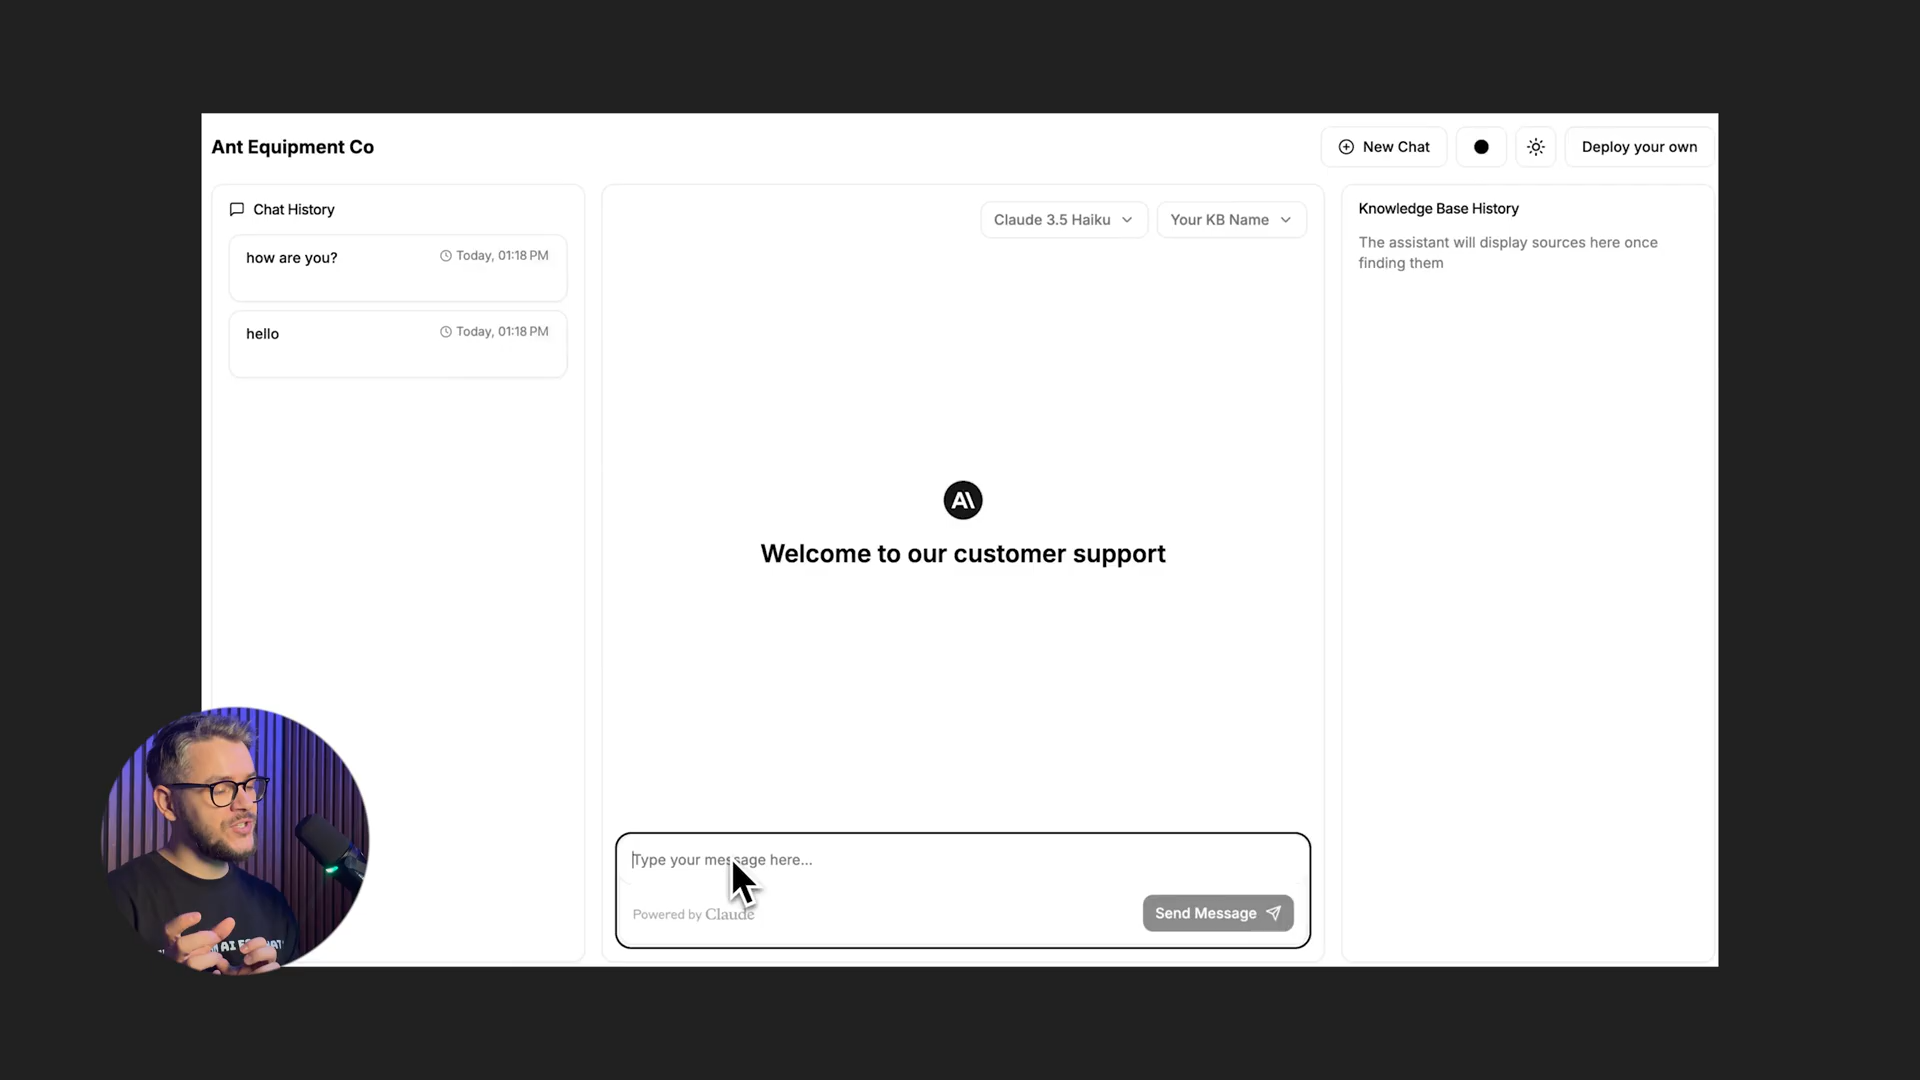 Ant Equipment Co
New Chat
Deploy your own
Chat History
how are you?
Today, 01:18 PM
hello
Today, 01:18 PM
Claude 3.5 Haiku
Your KB Name
Welcome to our customer support
Type your message here...
Powered by Claude
Send Message
Knowledge Base History
The assistant will display sources here once
finding them